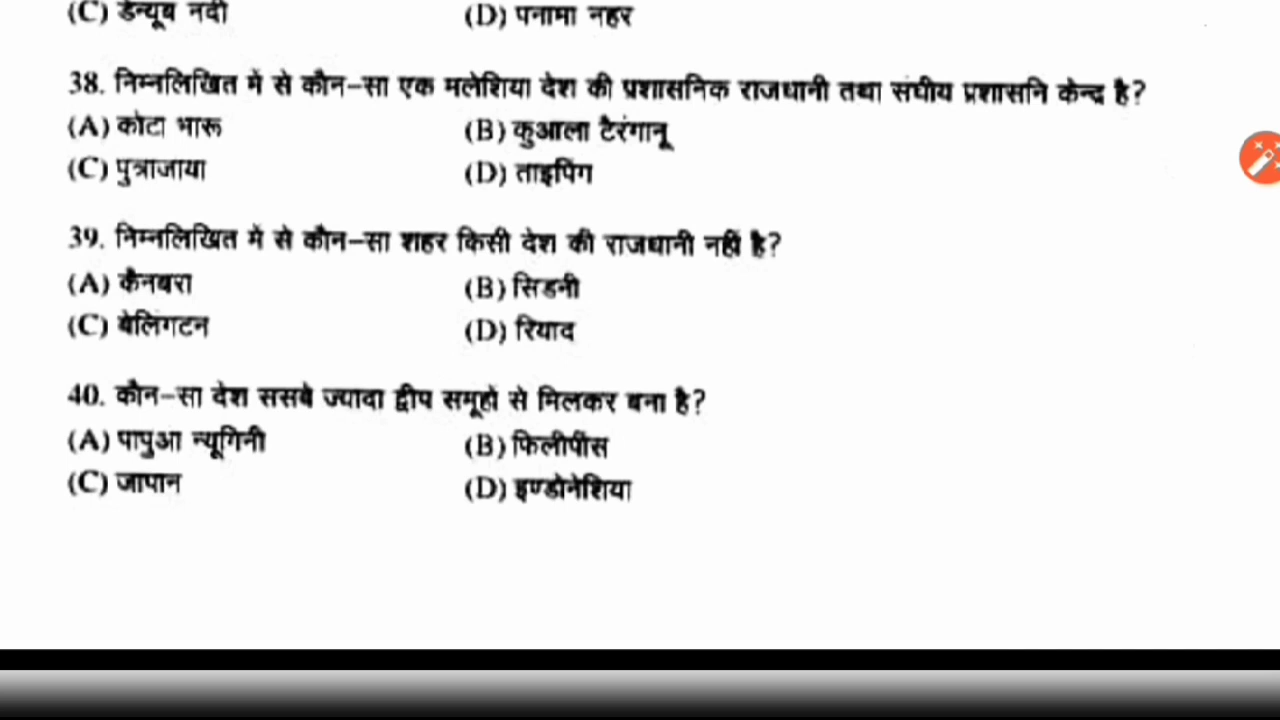 (C) डेन्यूब नदी (D) पनामा नहर
38. निम्नलिखित में से कौन-सा एक मलेशिया देश की प्रशासनिक राजधानी तथा संघीय प्रशासनि केन्द्र है?
(A) कोटा भारू (B) कुआला टैरंगानू
(C) पुत्राजाया (D) ताइपिंग
39. निम्नलिखित में से कौन-सा शहर किसी देश की राजधानी नहीं है?
(A) कैनबरा (B) सिडनी
(C) वेलिंगटन (D) रियाद
40. कौन-सा देश ससबे ज्यादा द्वीप समूहों से मिलकर बना है?
(A) पापुआ न्यूगिनी (B) फिलीपींस
(C) जापान (D) इण्डोनेशिया